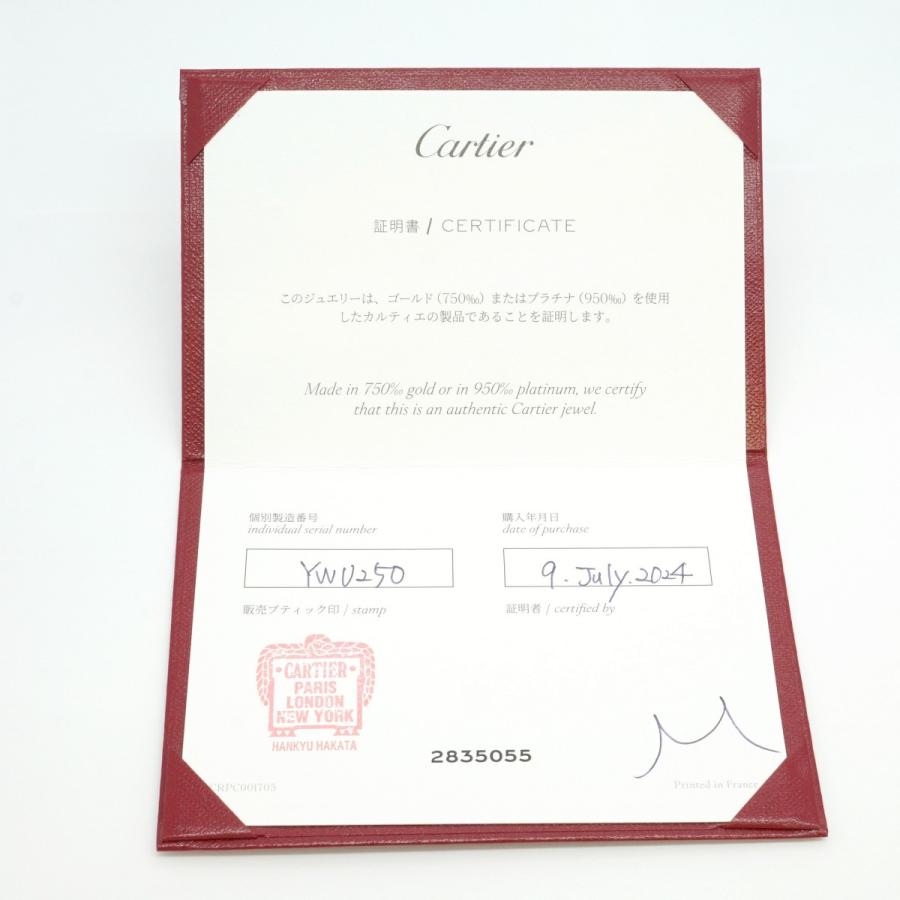 Cartier
証明書 / CERTIFICATE
このジュエリーは、ゴールド（750‰）またはプラチナ（950‰）を使用
したカルティエの製品であることを証明します。
Made in 750‰ gold or in 950‰ platinum, we certify
that this is an authentic Cartier jewel.
個別製造番号
individual serial number
YWU250
購入年月日
date of purchase
9. July. 2024
販売ブティック印 / stamp
証明者 / certified by
CARTIER
PARIS
LONDON
NEW YORK
HANKYU HAKATA
2835055
CRPC001705
Printed in France